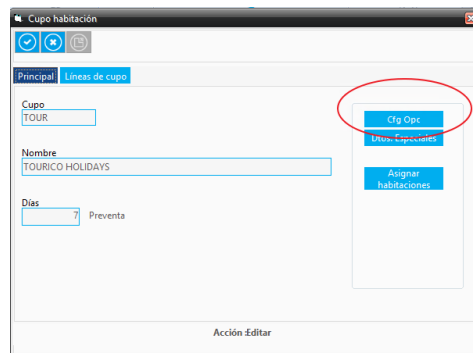 Cupo habitación
Principal
Líneas de cupo
Cupo
TOUR
Cfg Opc
Dtos. Especiales
Nombre
TOURICO HOLIDAYS
Asignar
habitaciones
Días
7 Preventa
Acción :Editar